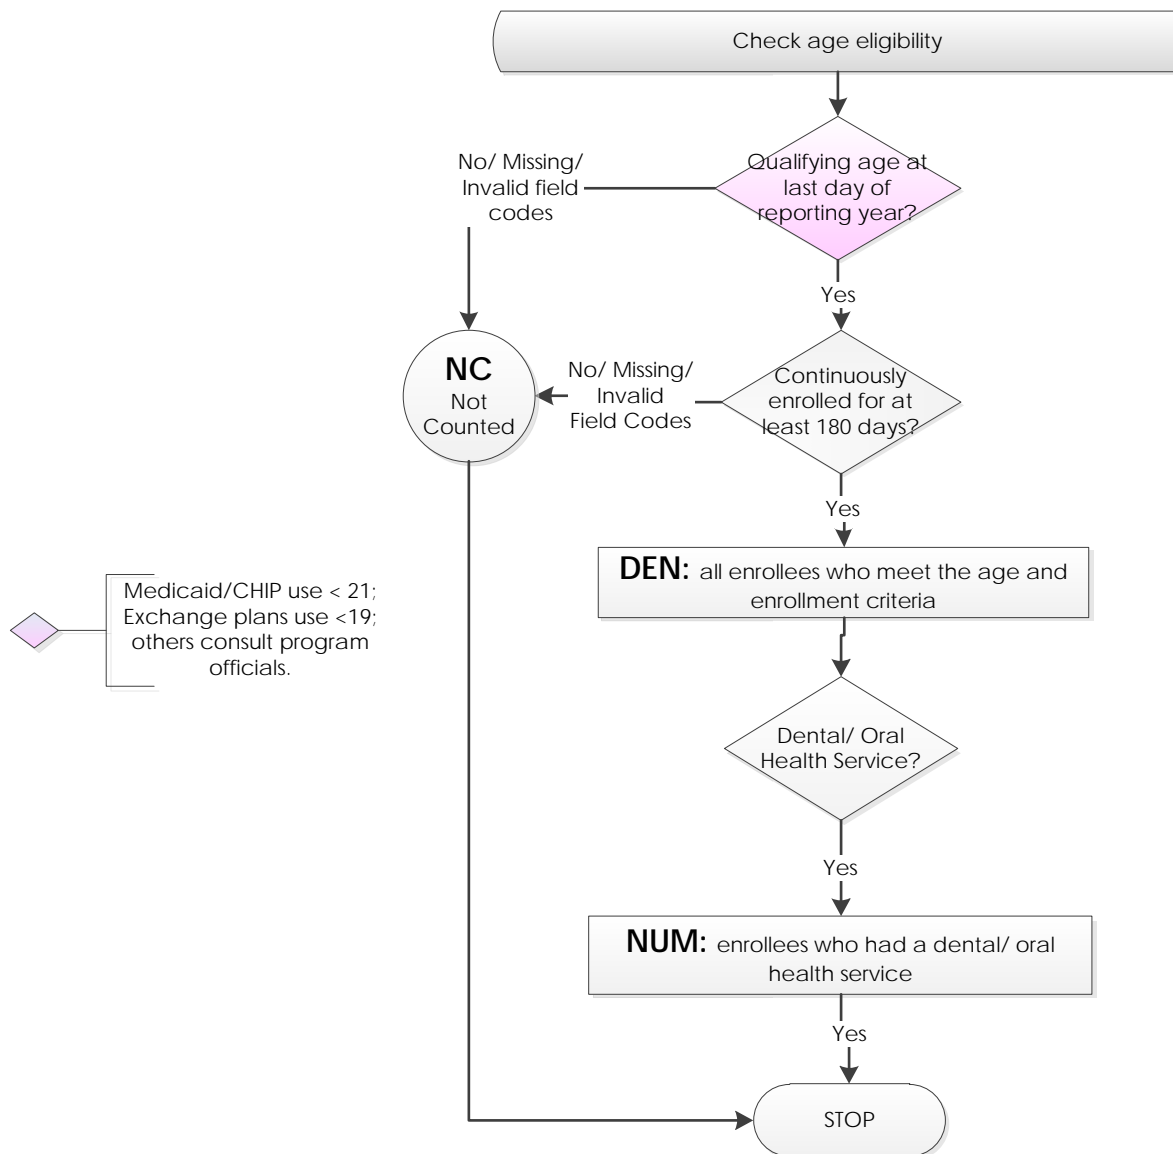 Check age eligibility
No/ Missing/
Invalid field
codes
Qualifying age at
last day of
reporting year?
Yes
NC
Not
Counted
No/ Missing/
Invalid
Field Codes
Continuously
enrolled for at
least 180 days?
Yes
DEN: all enrollees who meet the age and
enrollment criteria
Medicaid/CHIP use < 21;
Exchange plans use <19;
others consult program
officials.
Dental/ Oral
Health Service?
Yes
NUM: enrollees who had a dental/ oral
health service
Yes
STOP